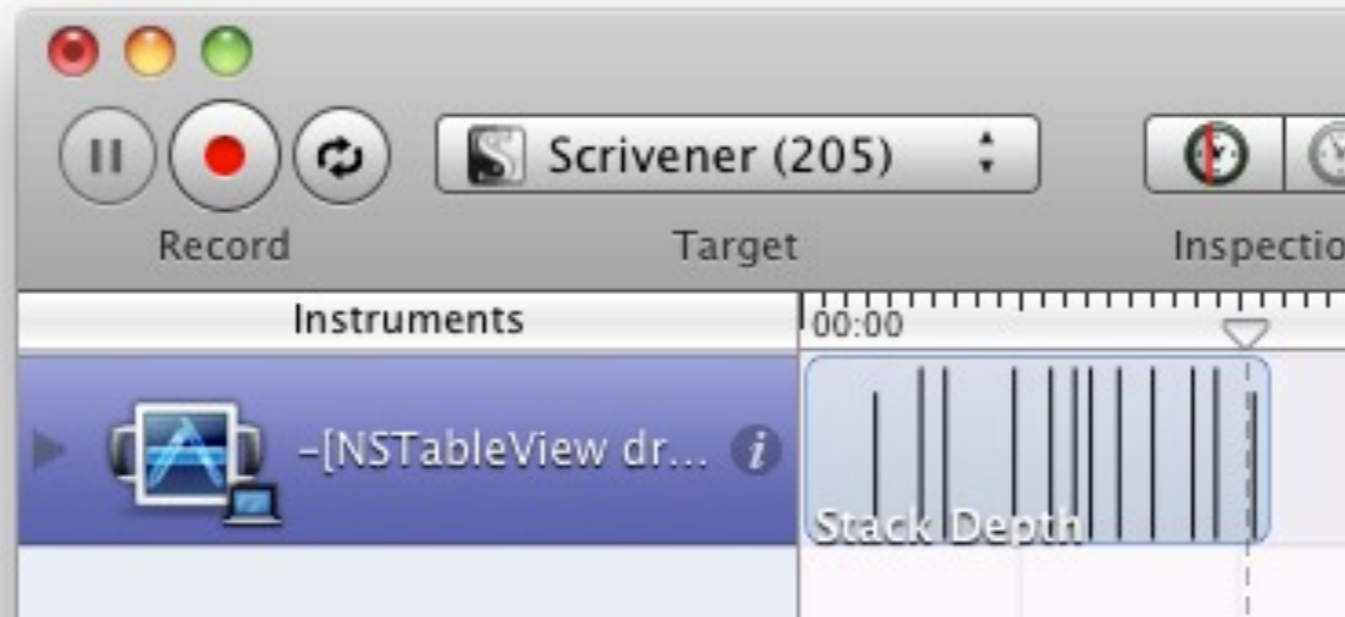 Scrivener (205)
Record Target Inspectio
Instruments 00:00
-[NSTableView dr... i
Stack Depth